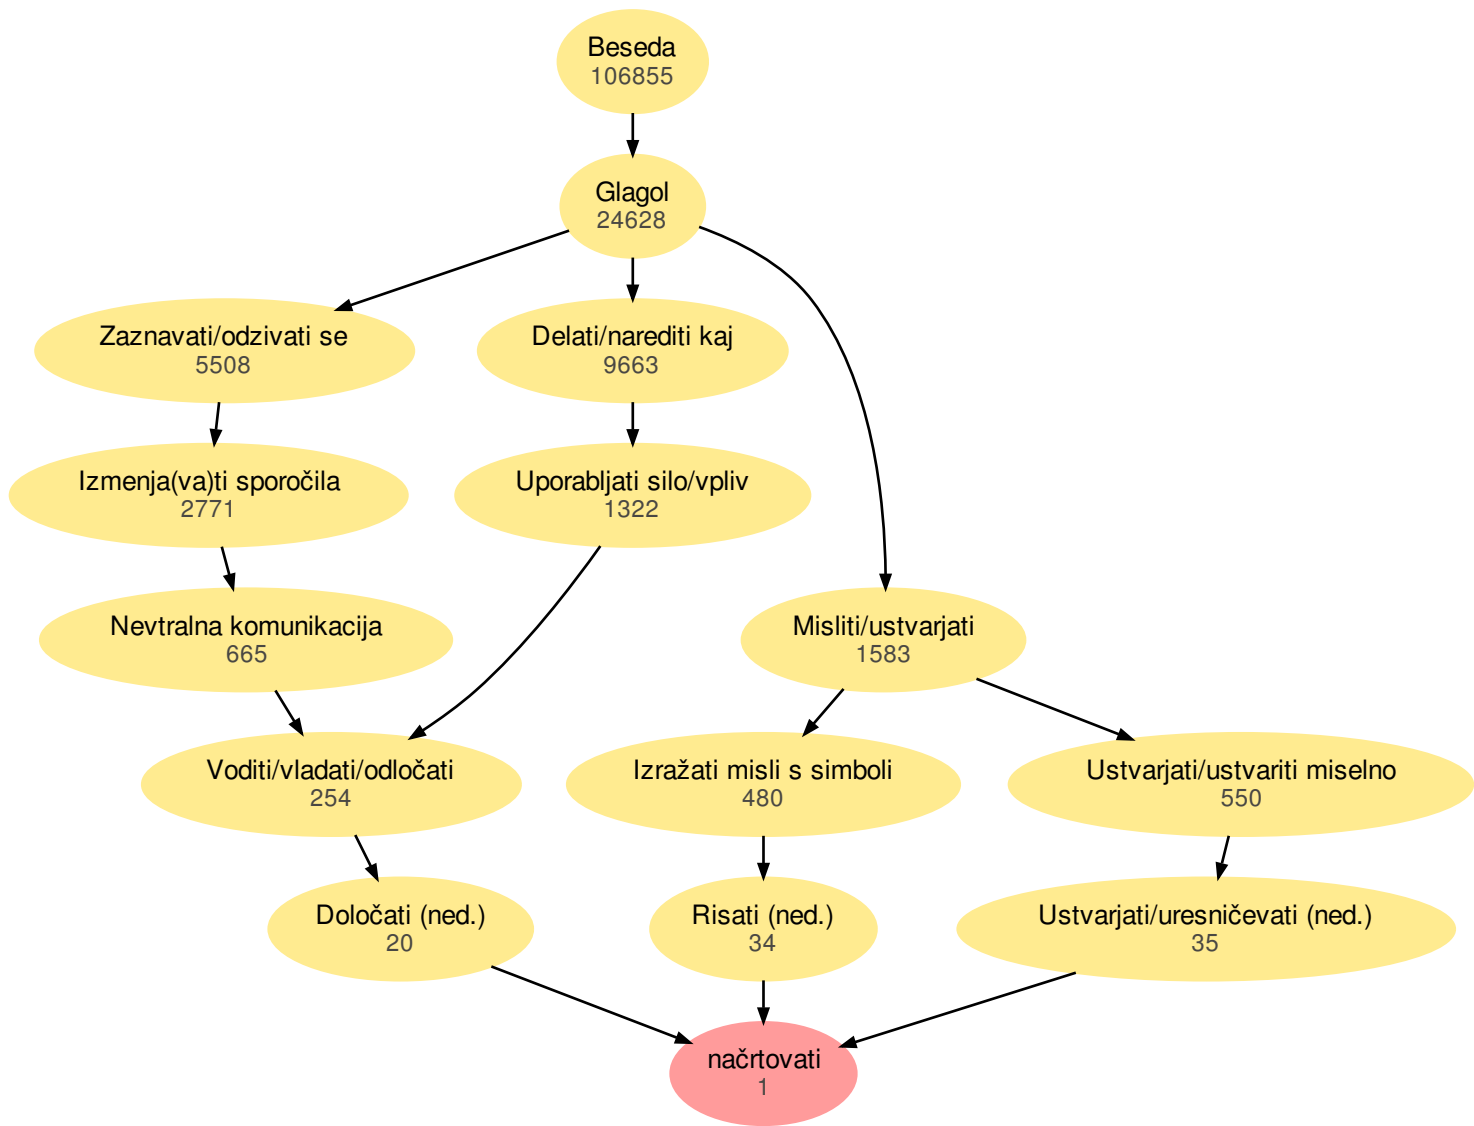 Beseda
106855
Glagol
24628
Zaznavati/odzivati se
5508
Delati/narediti kaj
9663
Izmenja(va)ti sporočila
2771
Uporabljati silo/vpliv
1322
Nevtralna komunikacija
665
Misliti/ustvarjati
1583
Voditi/vladati/odločati
254
Izražati misli s simboli
480
Ustvarjati/ustvariti miselno
550
Določati (ned.)
20
Risati (ned.)
34
Ustvarjati/uresničevati (ned.)
35
načrtovati
1